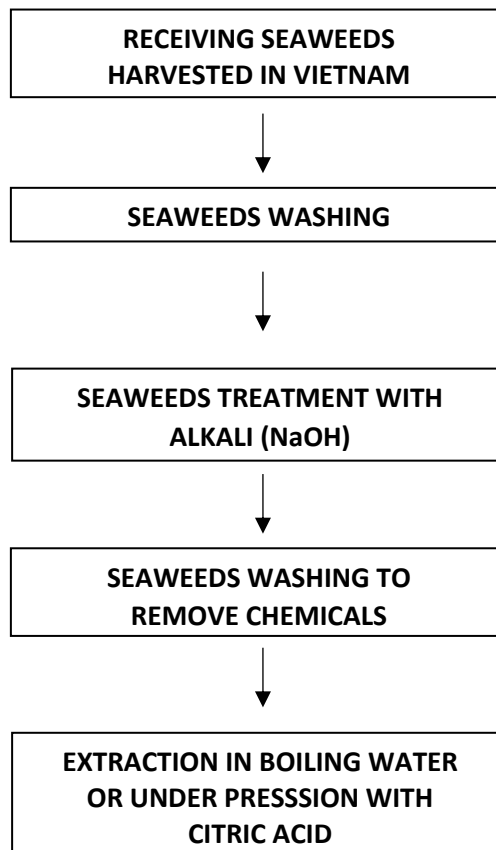 RECEIVING SEAWEEDS
HARVESTED IN VIETNAM
SEAWEEDS WASHING
SEAWEEDS TREATMENT WITH
ALKALI (NaOH)
SEAWEEDS WASHING TO
REMOVE CHEMICALS
EXTRACTION IN BOILING WATER
OR UNDER PRESSSION WITH
CITRIC ACID